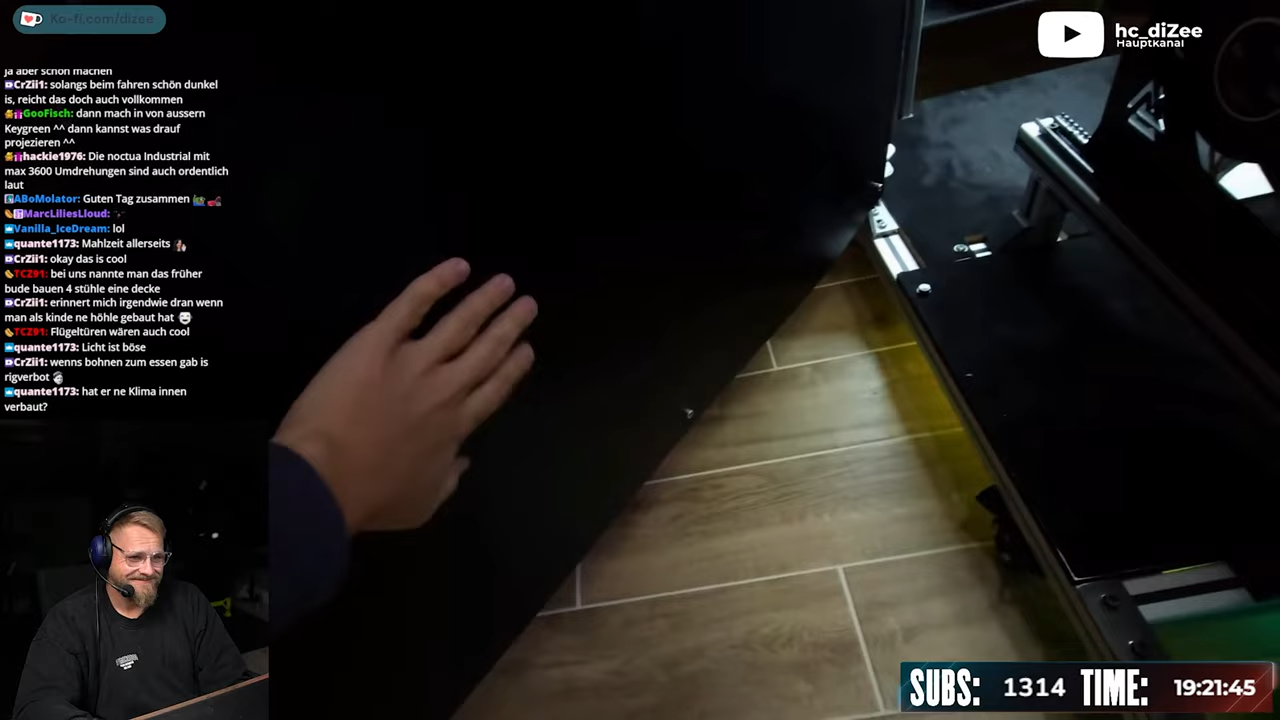 Ko-fi.com/dizee
hc_diZee
Hauptkanal
ja aber schon machen
CrZii1: solangs beim fahren schön dunkel
is, reicht das doch auch vollkommen
GooFisch: dann mach in von aussern
Keygreen ^^ dann kannst was drauf
projezieren ^^
hackie1976: Die noctua Industrial mit
max 3600 Umdrehungen sind auch ordentlich
laut
ABoMolator: Guten Tag zusammen
MarcLiliesLloud:
Vanilla_IceDream: lol
quante1173: Mahlzeit allerseits
CrZii1: okay das is cool
TCZ91: bei uns nannte man das früher
bude bauen 4 stühle eine decke
CrZii1: erinnert mich irgendwie dran wenn
man als kinde ne höhle gebaut hat
TCZ91: Flügeltüren wären auch cool
quante1173: Licht ist böse
CrZii1: wenns bohnen zum essen gab is
rigverbot
quante1173: hat er ne Klima innen
verbaut?
SUBS: 1314 TIME: 19:21:45